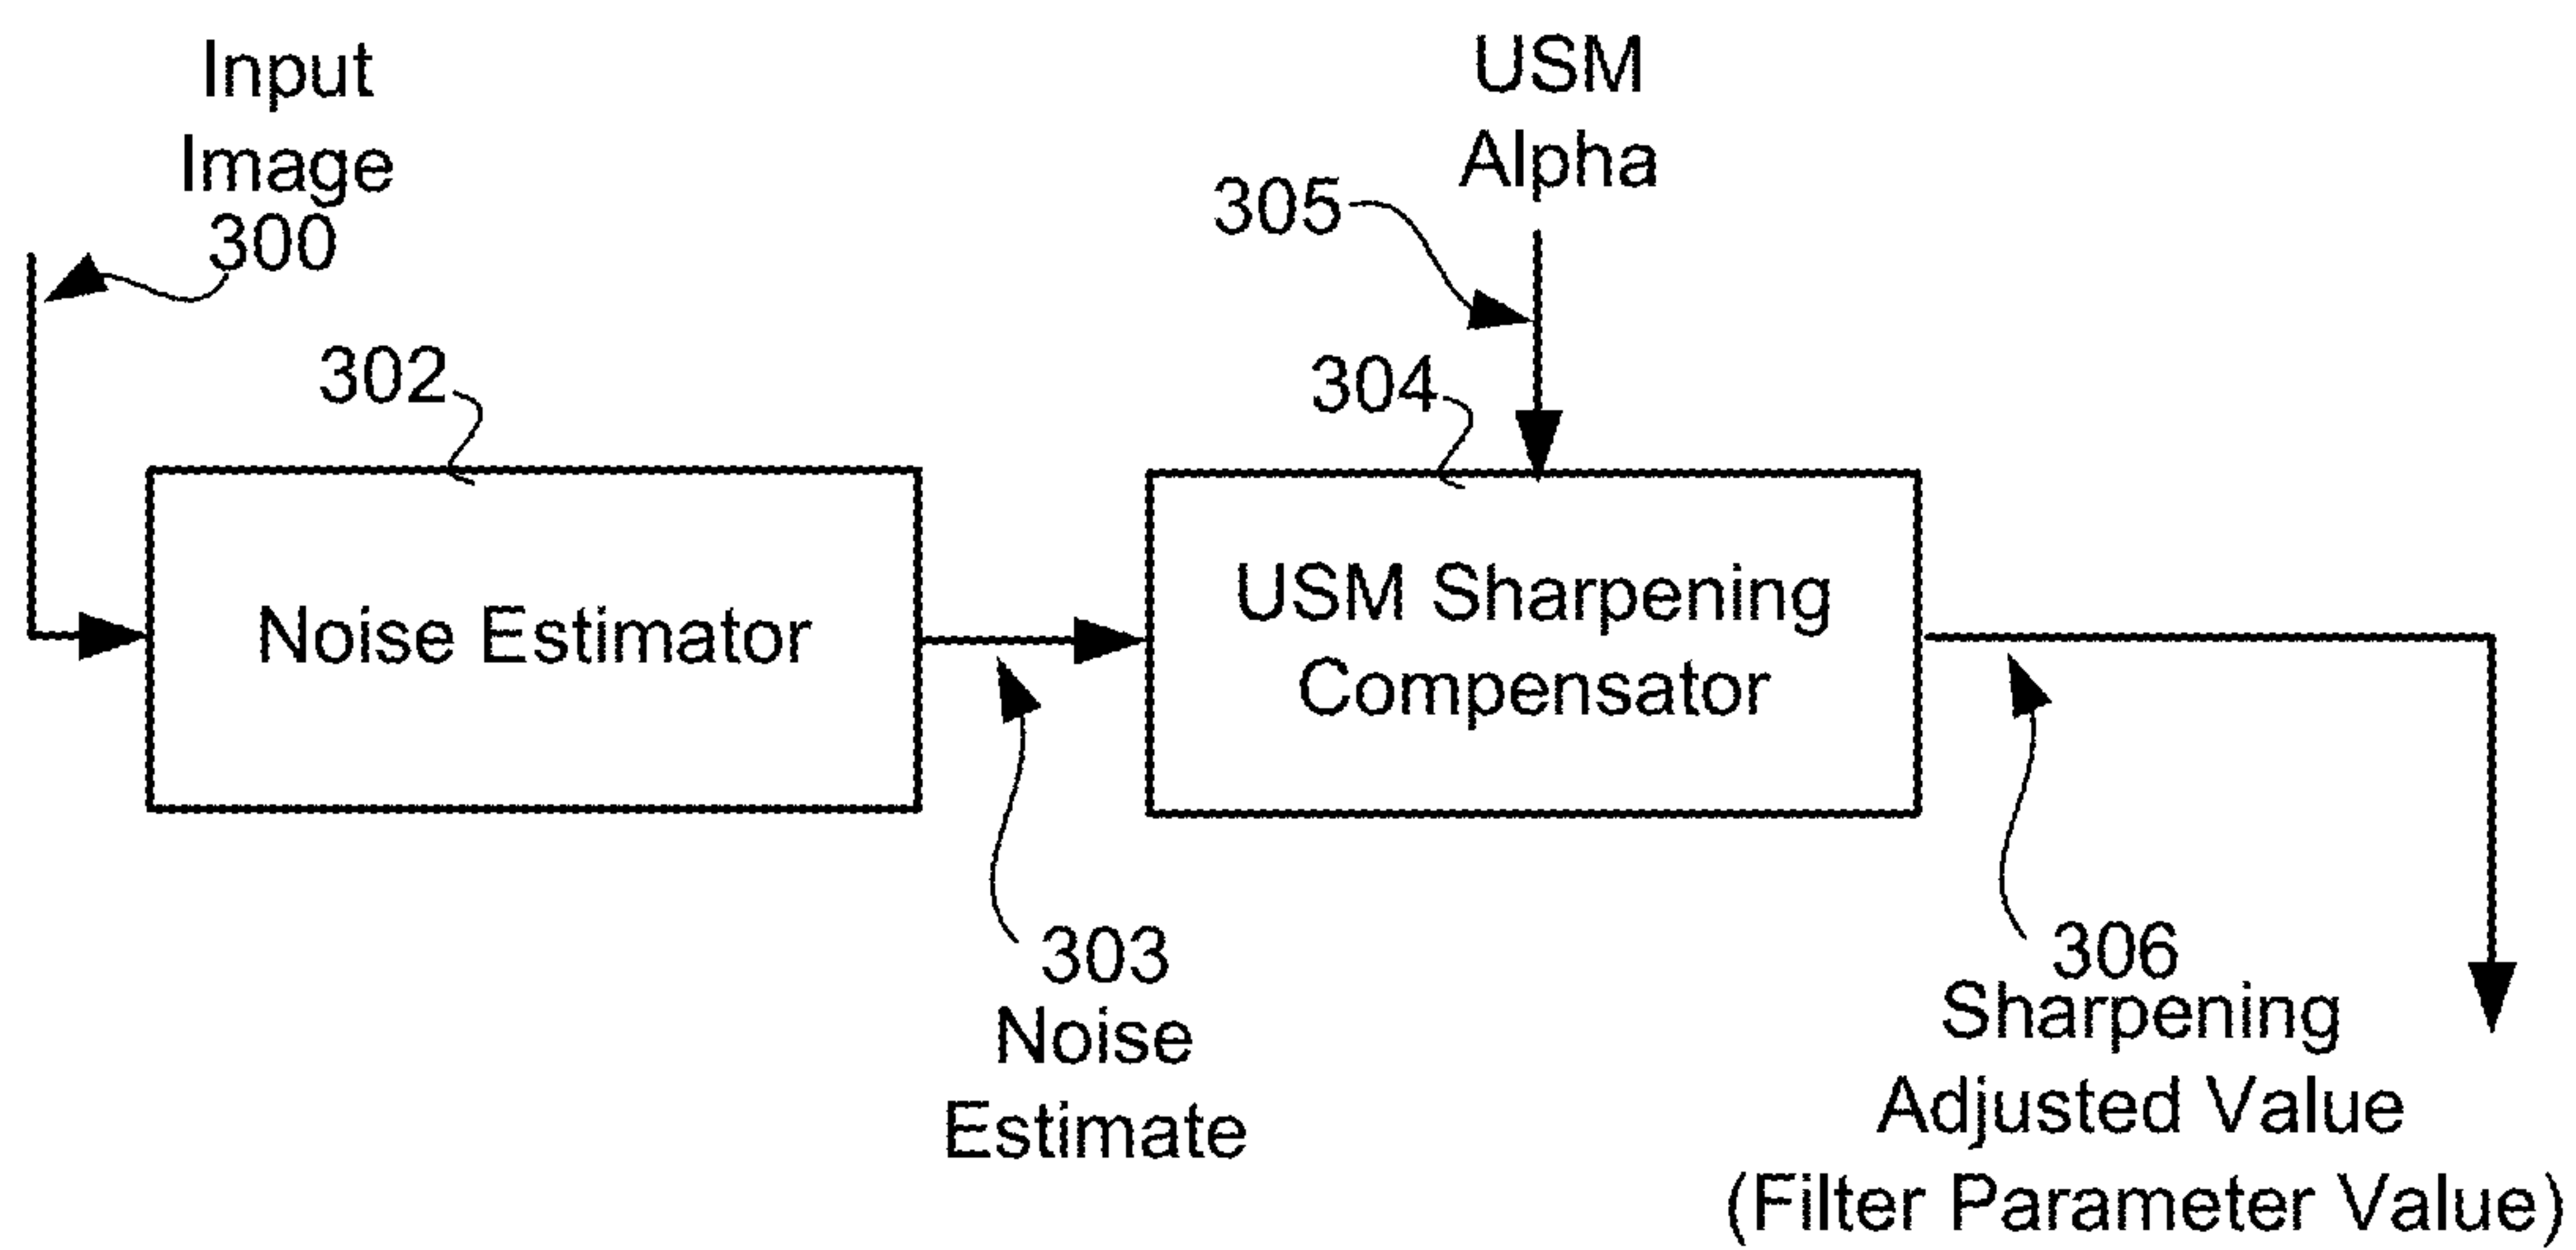 Input
Image
300
USM
Alpha
305
302
304
Noise Estimator
USM Sharpening
Compensator
303
Noise
Estimate
306
Sharpening
Adjusted Value
(Filter Parameter Value)